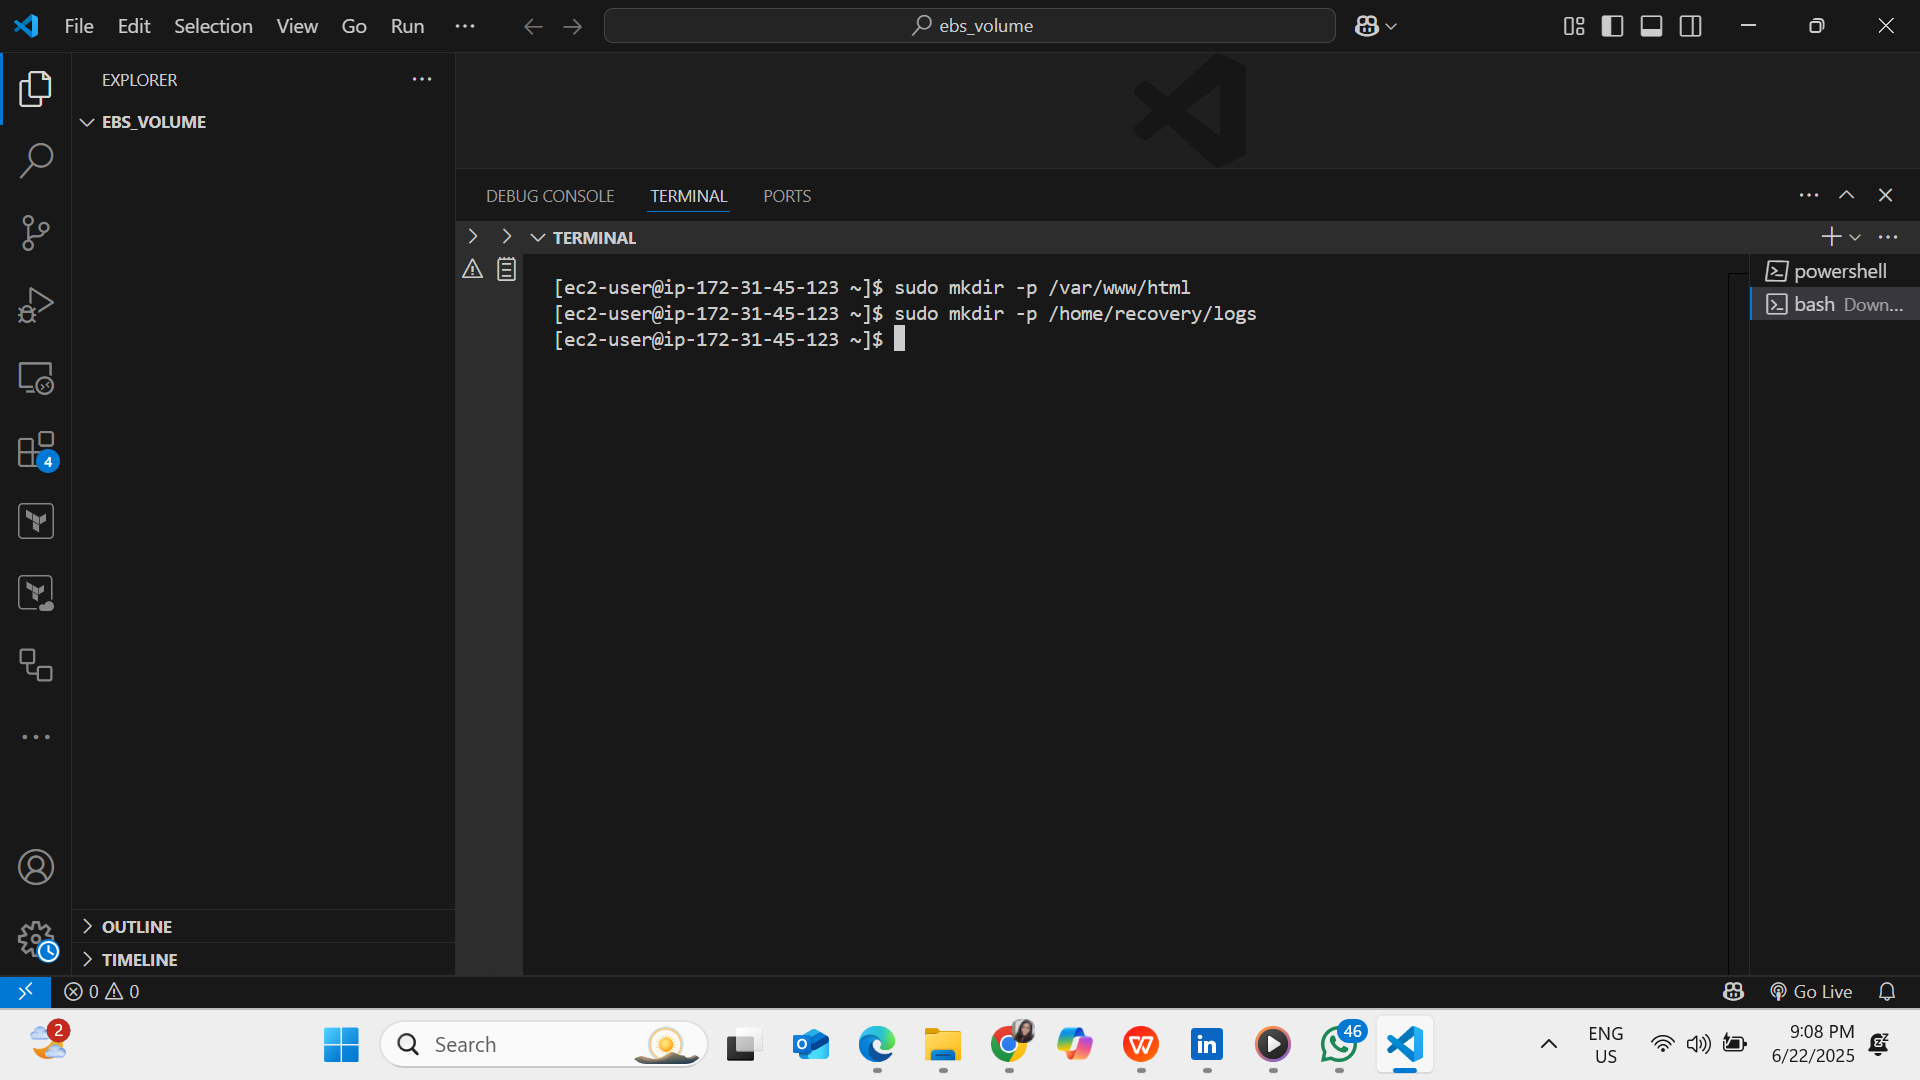 File Edit Selection View Go Run ···
ebs_volume
EXPLORER
EBS_VOLUME
DEBUG CONSOLE TERMINAL PORTS
TERMINAL
[ec2-user@ip-172-31-45-123 ~]$ sudo mkdir -p /var/www/html
[ec2-user@ip-172-31-45-123 ~]$ sudo mkdir -p /home/recovery/logs
[ec2-user@ip-172-31-45-123 ~]$
powershell
bash Down...
4
OUTLINE
TIMELINE
0 0
Go Live
2
Search
46
ENG
US
9:08 PM
6/22/2025